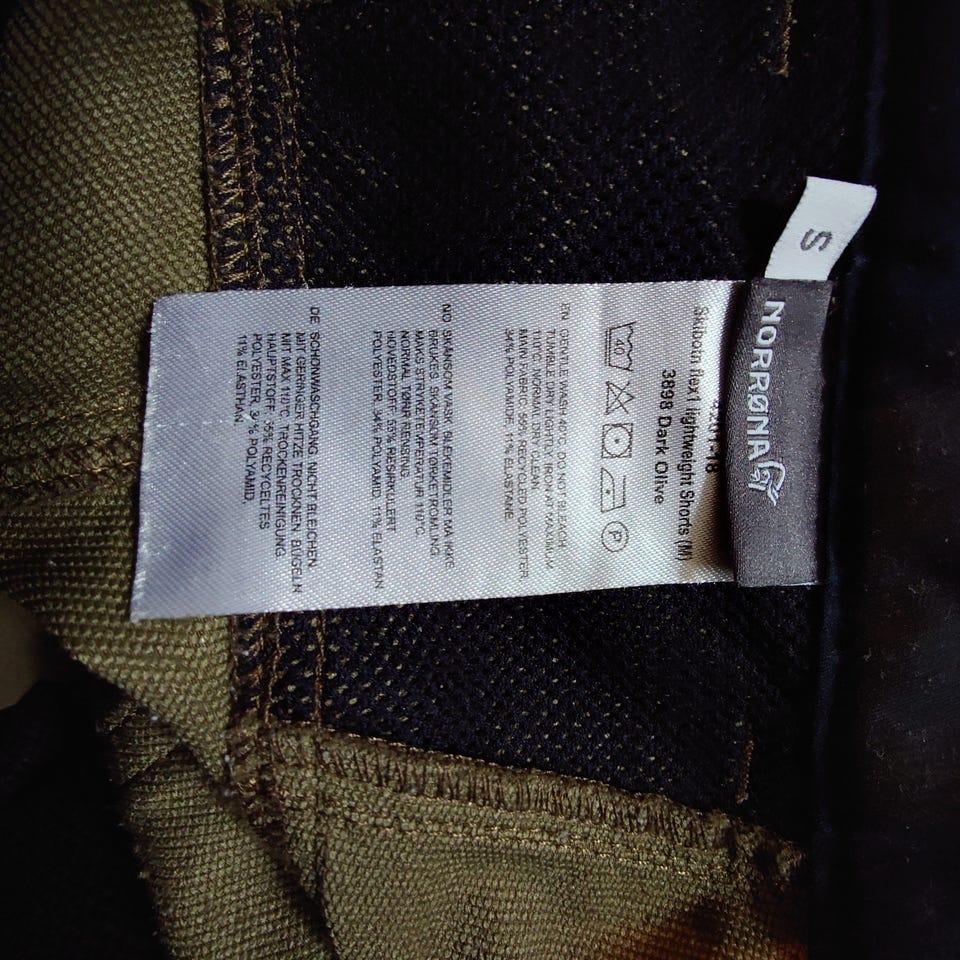 S
NORRØNA
-18
Skibotn flex1 lightweight Shorts (M)
3898 Dark Olive
40
P
EN GENTLE WASH 40°C. DO NOT BLEACH.
TUMBLE DRY LIGHTLY. IRON AT MAXIMUM
110°C. NORMAL DRY CLEAN.
MAIN FABRIC: 55% RECYCLED POLYESTER,
34% POLYAMIDE, 11% ELASTANE.
NO SKÅNSOM VASK. BLEKEMIDLER MÅ IKKE
BRUKES. SKÅNSOM TØRKETROMLING.
MAKS STRYKETEMPERATUR 110°C.
NORMAL TØRR RENSING.
HOVEDSTOFF: 55% RESIRKULERT
POLYESTER, 34% POLYAMID, 11% ELASTAN
DE SCHONWASCHGANG. NICHT BLEICHEN.
MIT GERINGER HITZE TROCKNEN. BÜGELN
MIT MAX 110°C. TROCKENREINIGUNG.
HAUPTSTOFF: 55% RECYCELTES
POLYESTER, 34% POLYAMID,
11% ELASTHAN.